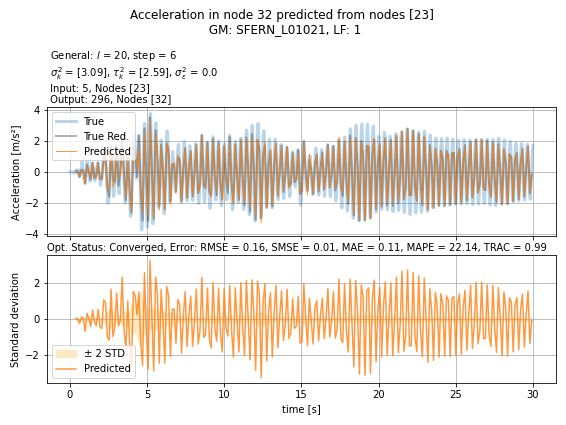 Acceleration in node 32 predicted from nodes [23]
GM: SFERN_L01021, LF: 1
General: l = 20, step = 6
σ²ₖ = [3.09], τ²ₖ = [2.59], σ²ε = 0.0
Input: 5, Nodes [23]
Output: 296, Nodes [32]
Acceleration [m/s²]
4
2
0
−2
−4
True
True Red.
Predicted
Opt. Status: Converged, Error: RMSE = 0.16, SMSE = 0.01, MAE = 0.11, MAPE = 22.14, TRAC = 0.99
Standard deviation
2
0
−2
± 2 STD
Predicted
0 5 10 15 20 25 30
time [s]